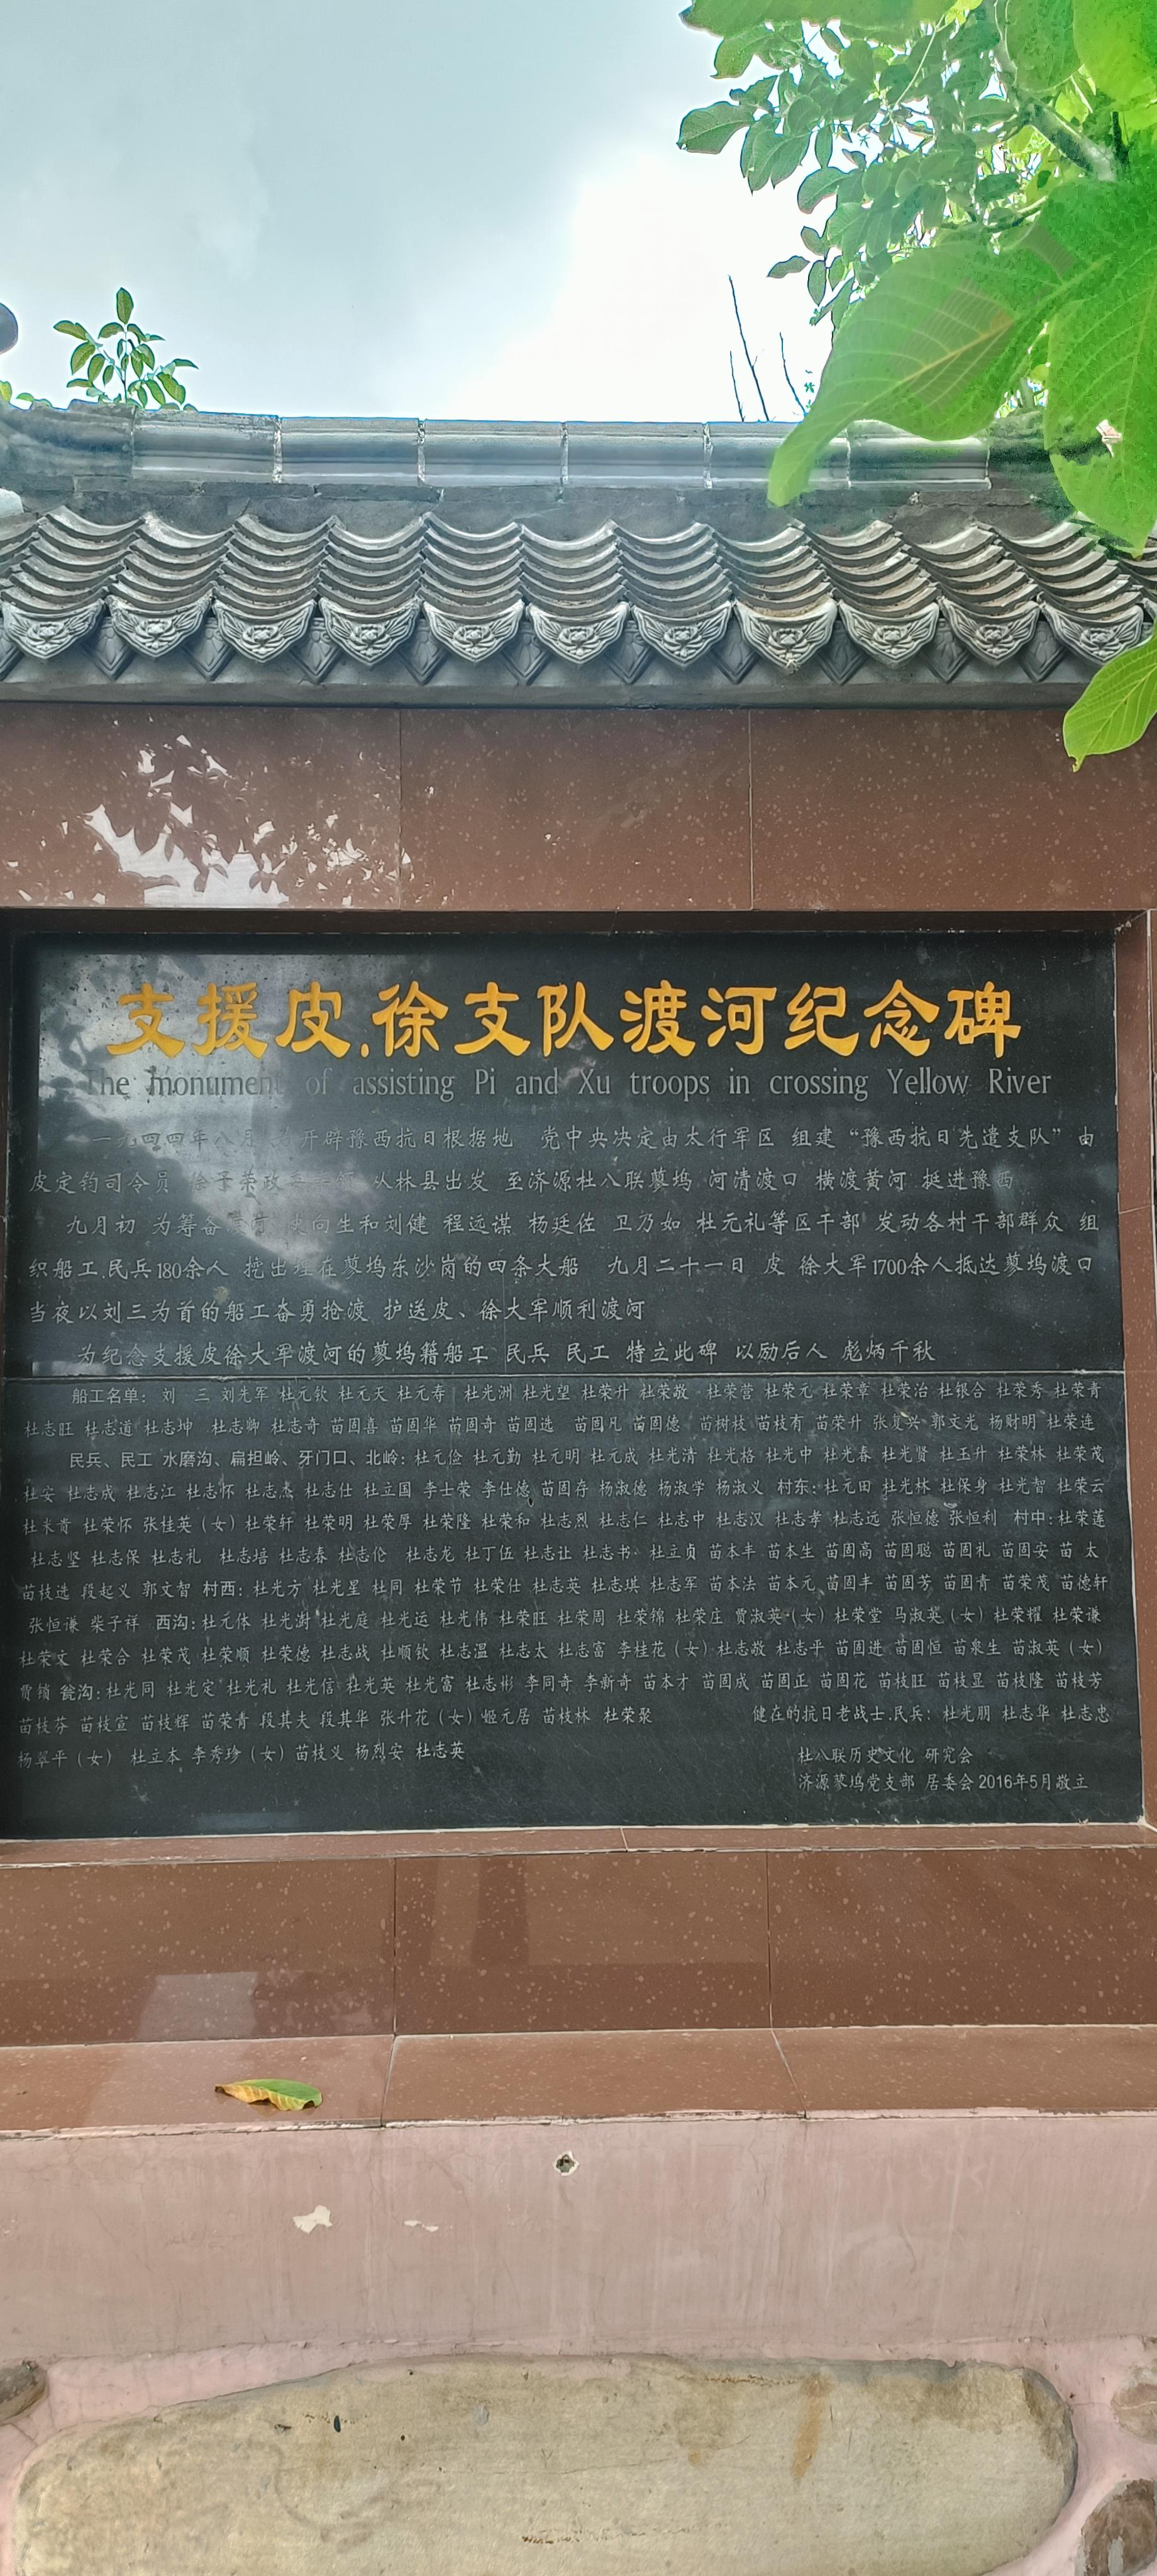 支援皮.徐支队渡河纪念碑
The monument of assisting Pi and Xu troops in crossing Yellow River
一九四四年八月 开辟豫西抗日根据地 党中央决定由太行军区 组建“豫西抗日先遣支队”由
皮定钧司令员 徐子荣政委 从林县出发 至济源杜八联蓼坞 河清渡口 横渡黄河 挺进豫西
九月初 为筹备 史向生和刘健 程远谋 杨廷佐 卫乃如 杜元礼等区干部 发动各村干部群众 组
织船工.民兵180余人 挖出埋在蓼坞东沙岗的四条大船 九月二十一日 皮 徐大军1700余人抵达蓼坞渡口
当夜以刘三为首的船工奋勇抢渡 护送皮、徐大军顺利渡河
为纪念支援皮徐大军渡河的蓼坞籍船工 民兵 民工 特立此碑 以励后人 彪炳千秋
船工名单: 刘 三 刘先军 杜元钦 杜元天 杜元寿 杜光洲 杜光望 杜荣升 杜荣敖 杜荣营 杜荣元 杜荣章 杜荣治 杜银合 杜荣秀 杜荣青
杜志旺 杜志道 杜志坤 杜志卿 杜志奇 苗固喜 苗固华 苗固奇 苗固选 苗固凡 苗固德 苗树枝 苗枝有 苗荣升 张复兴 郭文光 杨财明 杜荣连
民兵、民工 水磨沟、扁担岭、牙门口、北岭: 杜元俭 杜元勤 杜元明 杜元成 杜光清 杜光格 杜光中 杜光春 杜光贤 杜玉升 杜荣林 杜荣茂
杜安 杜志成 杜志江 杜志怀 杜志杰 杜志仕 杜立国 李士荣 李仕德 苗固存 杨淑德 杨淑学 杨淑义 村东: 杜元田 杜光林 杜保身 杜光智 杜荣云
杜米贵 杜荣怀 张桂英（女）杜荣轩 杜荣明 杜荣厚 杜荣隆 杜荣和 杜志烈 杜志仁 杜志中 杜志汉 杜志孝 杜志远 张恒德 张恒利 村中: 杜荣莲
杜志坚 杜志保 杜志礼 杜志培 杜志春 杜志伦 杜志龙 杜丁伍 杜志让 杜志书 杜立贞 苗本丰 苗本生 苗固高 苗固聪 苗固礼 苗固安 苗 太
苗枝选 段起义 郭文智 村西: 杜光方 杜光星 杜同 杜荣节 杜荣仕 杜志英 杜志琪 杜志军 苗本法 苗本元 苗固丰 苗固芳 苗固青 苗荣茂 苗德轩
张恒谦 柴子祥 西沟: 杜元体 杜光澍 杜光庭 杜光运 杜光伟 杜荣旺 杜荣周 杜荣锦 杜荣庄 贾淑英（女）杜荣堂 马淑英（女）杜荣耀 杜荣谦
杜荣文 杜荣合 杜荣茂 杜荣顺 杜荣德 杜志战 杜顺钦 杜志温 杜志太 杜志富 李桂花（女）杜志敬 杜志平 苗固进 苗固恒 苗泉生 苗淑英（女）
贾锁 瓮沟: 杜光同 杜光定 杜光礼 杜光信 杜光英 杜光富 杜志彬 李同奇 李新奇 苗本才 苗固成 苗固正 苗固花 苗枝旺 苗枝显 苗枝隆 苗枝芳
苗枝芬 苗枝宣 苗枝辉 苗荣青 段其夫 段其华 张升花（女）姬元居 苗枝林 杜荣聚 健在的抗日老战士.民兵: 杜光朋 杜志华 杜志忠
杨翠平（女） 杜立本 李秀珍（女）苗枝义 杨烈安 杜志英
杜八联历史文化 研究会
济源蓼坞党支部 居委会 2016年5月敬立